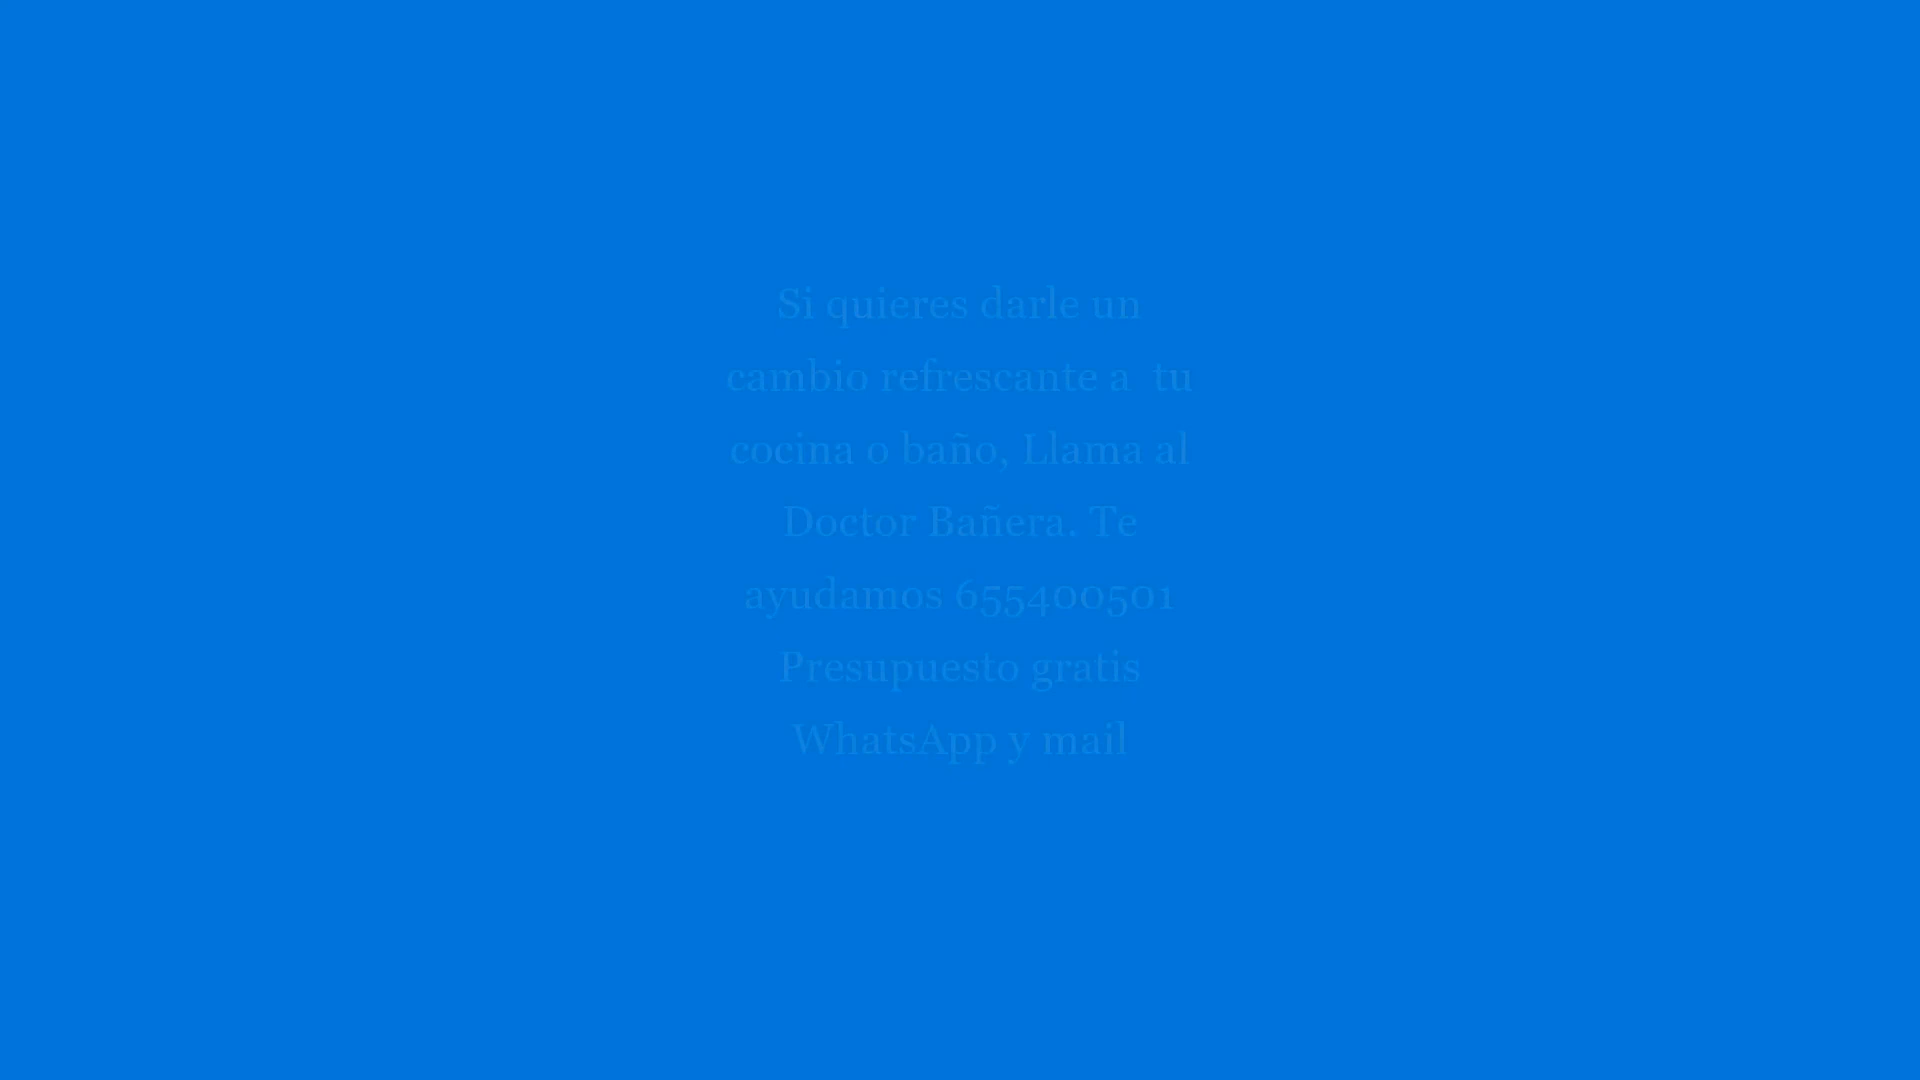 Si quieres darle un
cambio refrescante a  tu
cocina o baño, Llama al
Doctor Bañera. Te
ayudamos 655400501
Presupuesto gratis
WhatsApp y mail